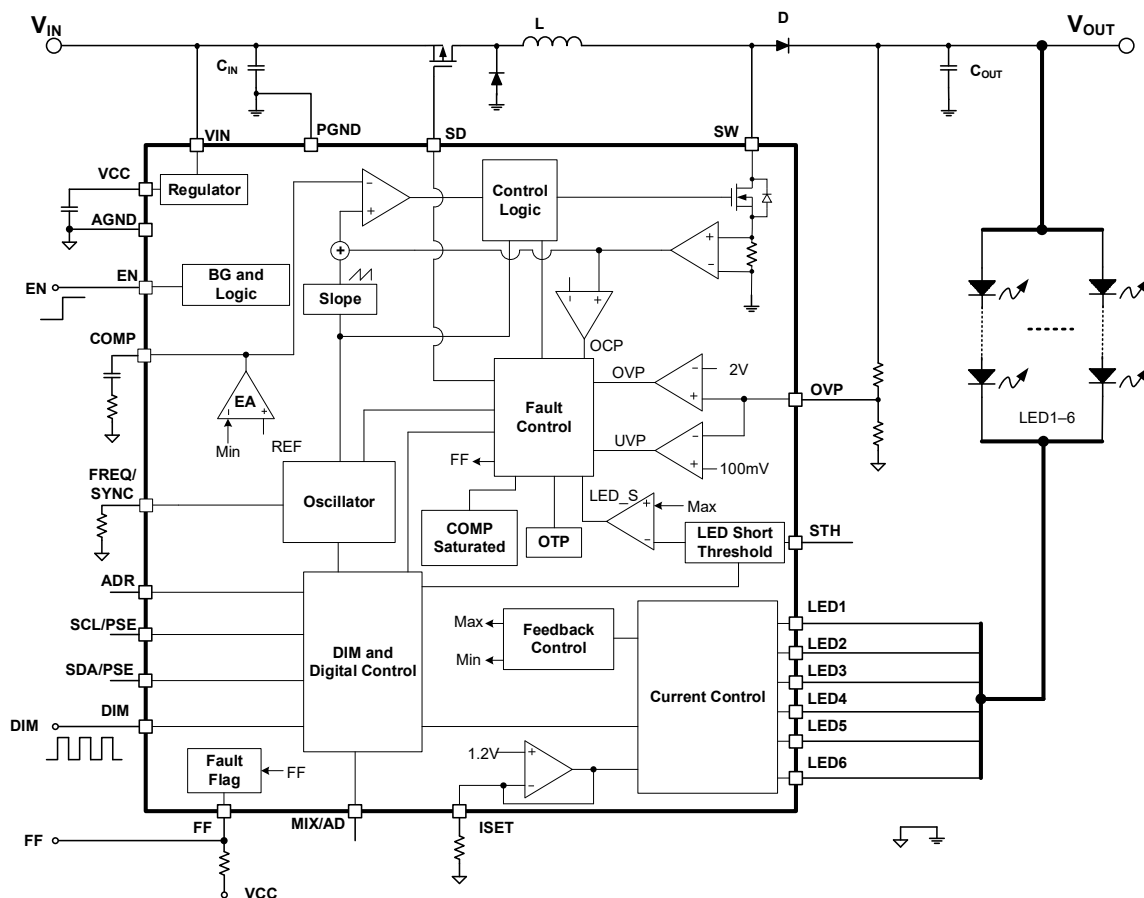 VIN
L
D
VOUT
CIN
COUT
VIN
PGND
SD
SW
VCC
Regulator
AGND
Control
Logic
EN
EN
BG and
Logic
Slope
COMP
OCP
EA
Min
REF
OVP
2V
OVP
Fault
Control
UVP
100mV
FF
LED1–6
FREQ/
SYNC
Oscillator
COMP
Saturated
OTP
LED_S
Max
LED Short
Threshold
STH
ADR
SCL/PSE
SDA/PSE
DIM
DIM
DIM and
Digital Control
Max
Min
Feedback
Control
Current Control
LED1
LED2
LED3
LED4
LED5
LED6
1.2V
Fault
Flag
FF
FF
MIX/AD
ISET
FF
VCC